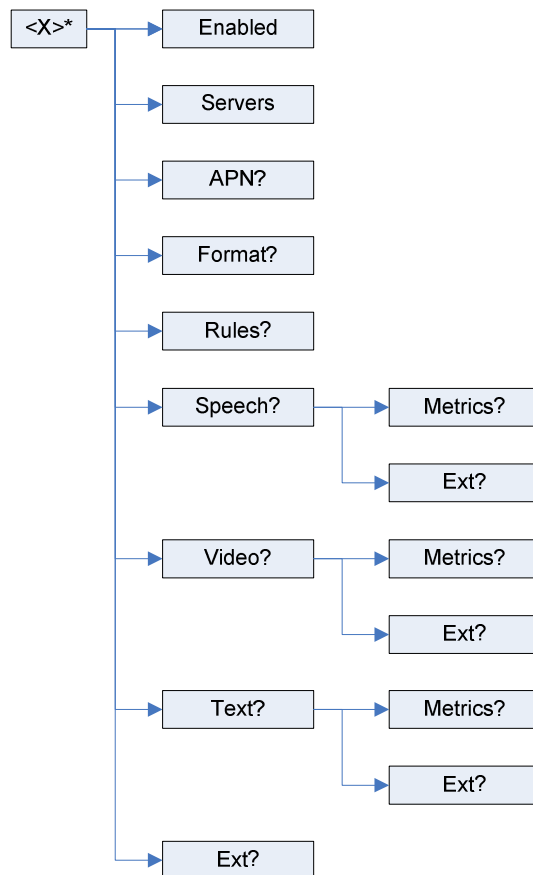 <X>*
Enabled
Servers
APN?
Format?
Rules?
Speech?
Metrics?
Ext?
Video?
Metrics?
Ext?
Text?
Metrics?
Ext?
Ext?